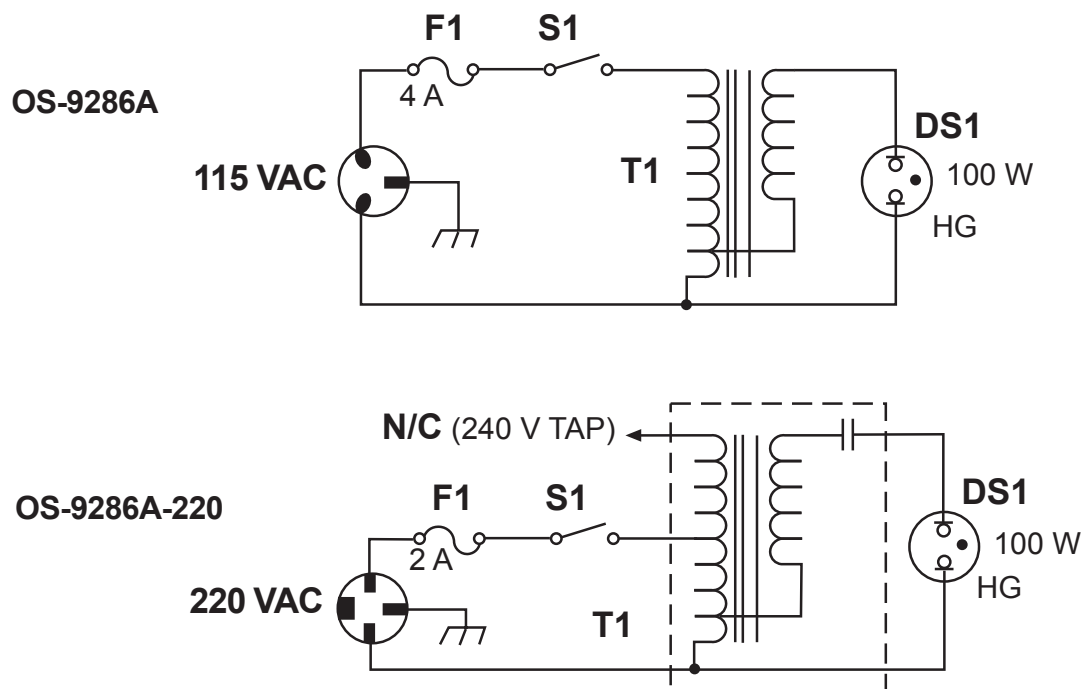 F1 S1
OS-9286A
4 A
DS1
115 VAC
T1
100 W
HG
N/C (240 V TAP)
OS-9286A-220
F1 S1
DS1
2 A
100 W
220 VAC
HG
T1